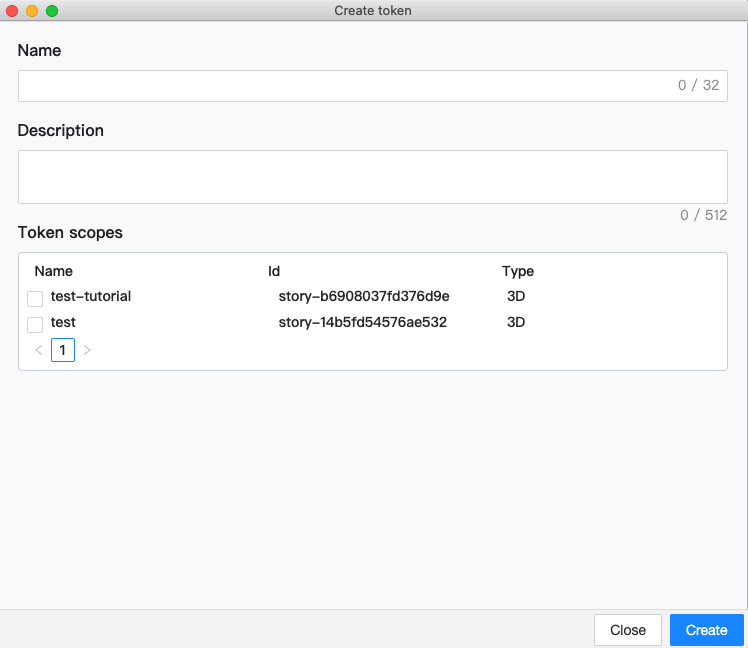 Create token
Name
0 / 32
Description
0 / 512
Token scopes
Name Id Type
test-tutorial story-b6908037fd376d9e 3D
test story-14b5fd54576ae532 3D
< 1 >
Close Create